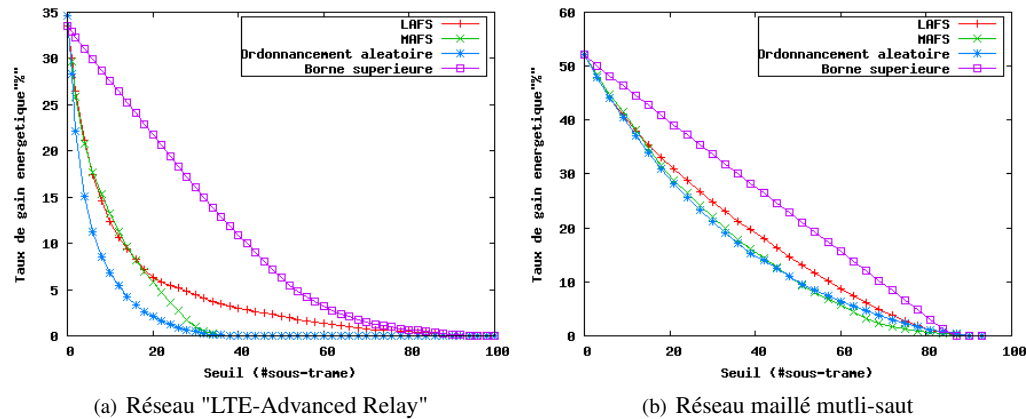 Taux de gain energetique"%"
35
30
25
20
15
10
5
0
LAFS
MAFS
Ordonnancement aleatoire
Borne superieure
0 20 40 60 80 100
Seuil (#sous-trame)
(a) Réseau "LTE-Advanced Relay"
Taux de gain energetique"%"
60
50
40
30
20
10
0
LAFS
MAFS
Ordonnancement aleatoire
Borne superieure
0 20 40 60 80 100
Seuil (#sous-trame)
(b) Réseau maillé mutli-saut